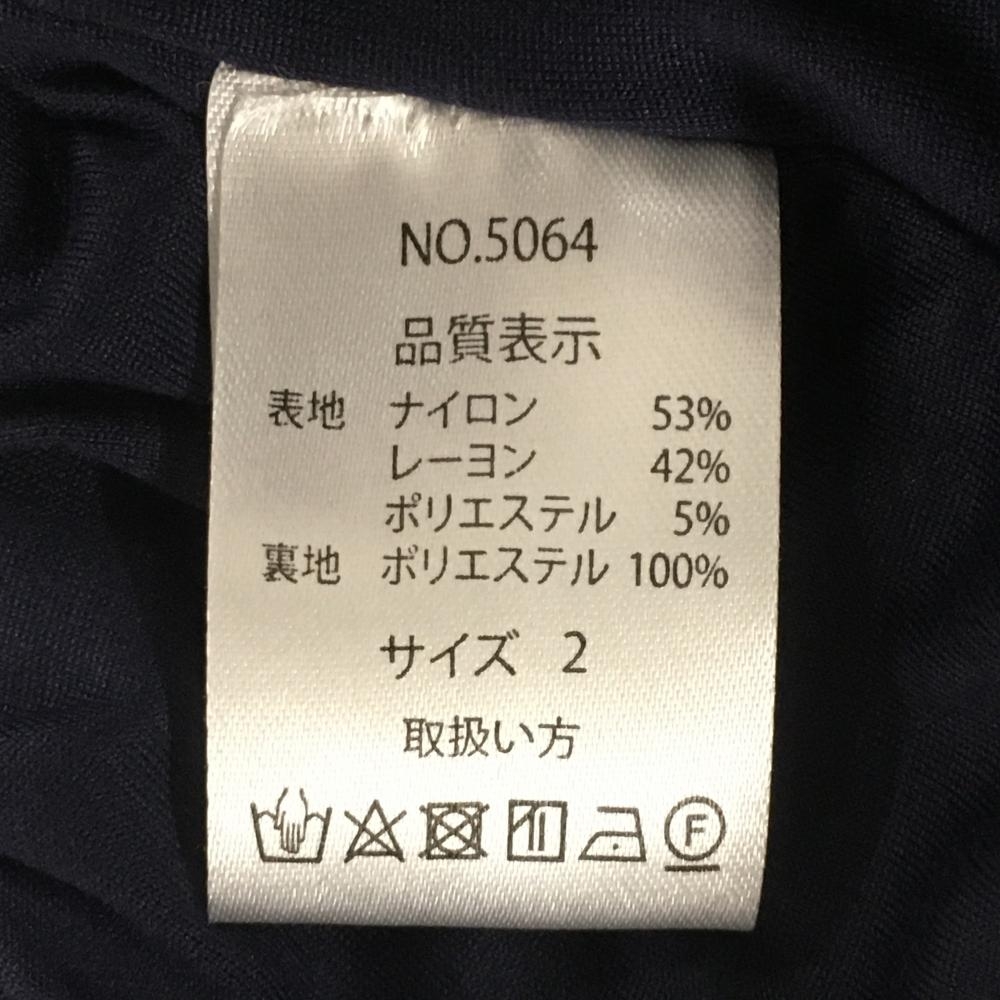 NO.5064
品質表示
表地 ナイロン 53%
レーヨン 42%
ポリエステル 5%
裏地 ポリエステル 100%
サイズ 2
取扱い方
F